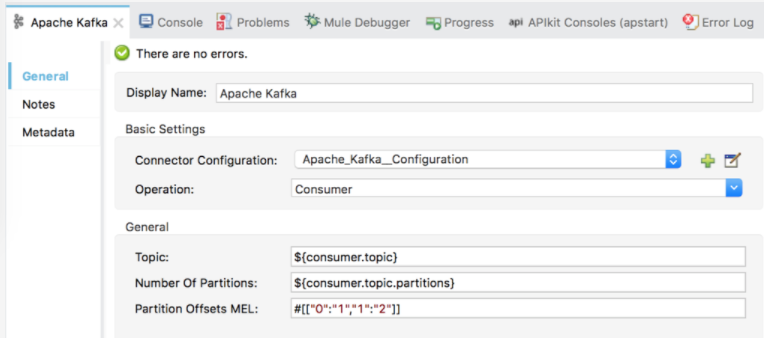 Apache Kafka Console Problems Mule Debugger Progress api APIkit Consoles (apstart) Error Log
There are no errors.
General
Notes
Metadata
Display Name: Apache Kafka
Basic Settings
Connector Configuration: Apache_Kafka__Configuration
Operation: Consumer
General
Topic: ${consumer.topic}
Number Of Partitions: ${consumer.topic.partitions}
Partition Offsets MEL: #[["0":"1","1":"2"]]